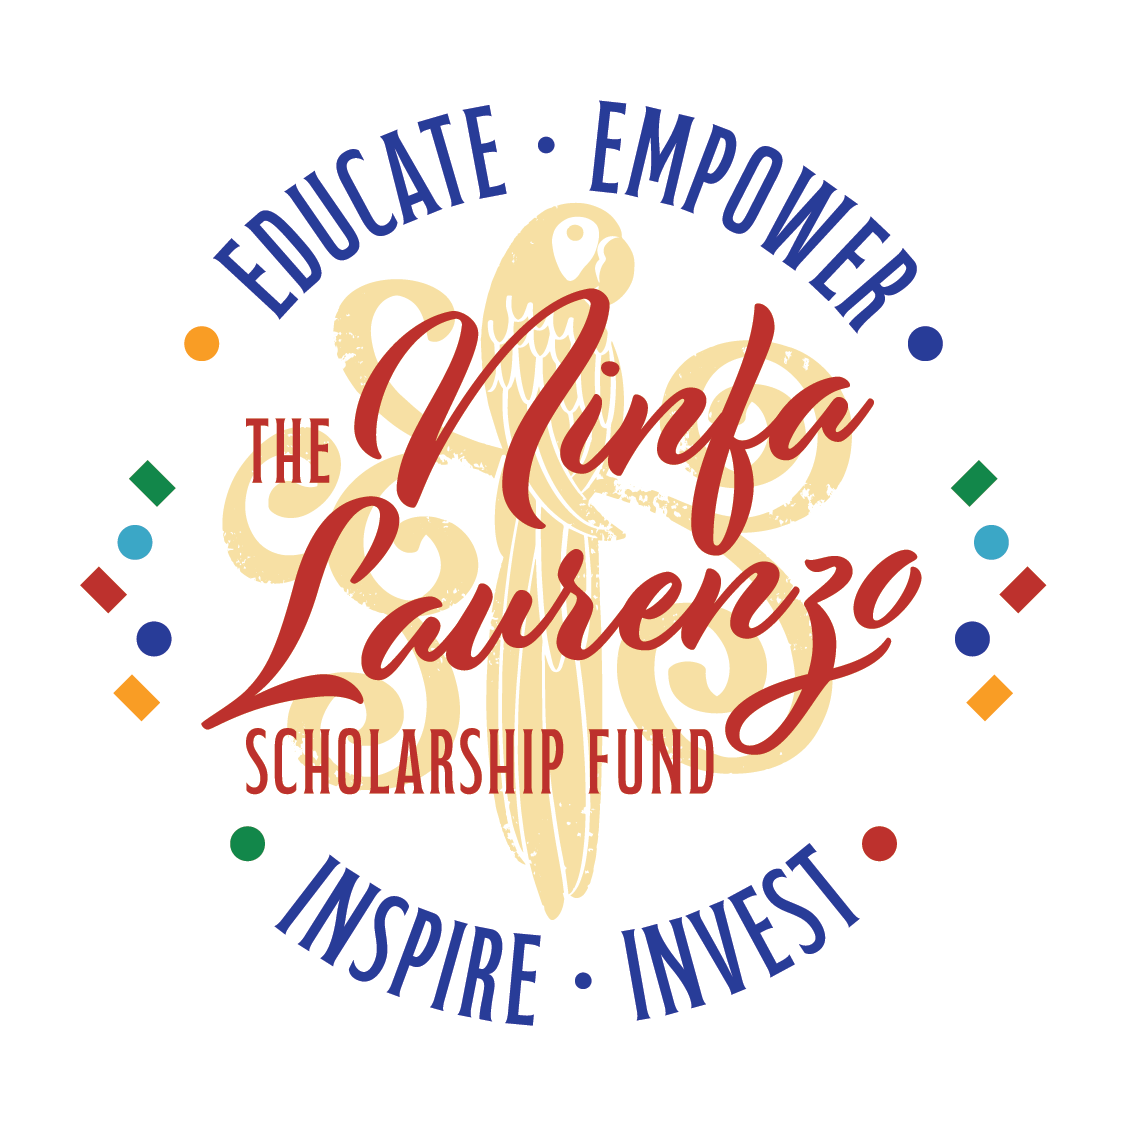 EDUCATE · EMPOWER
THE Ninfa
Laurenzo
SCHOLARSHIP FUND
INSPIRE · INVEST